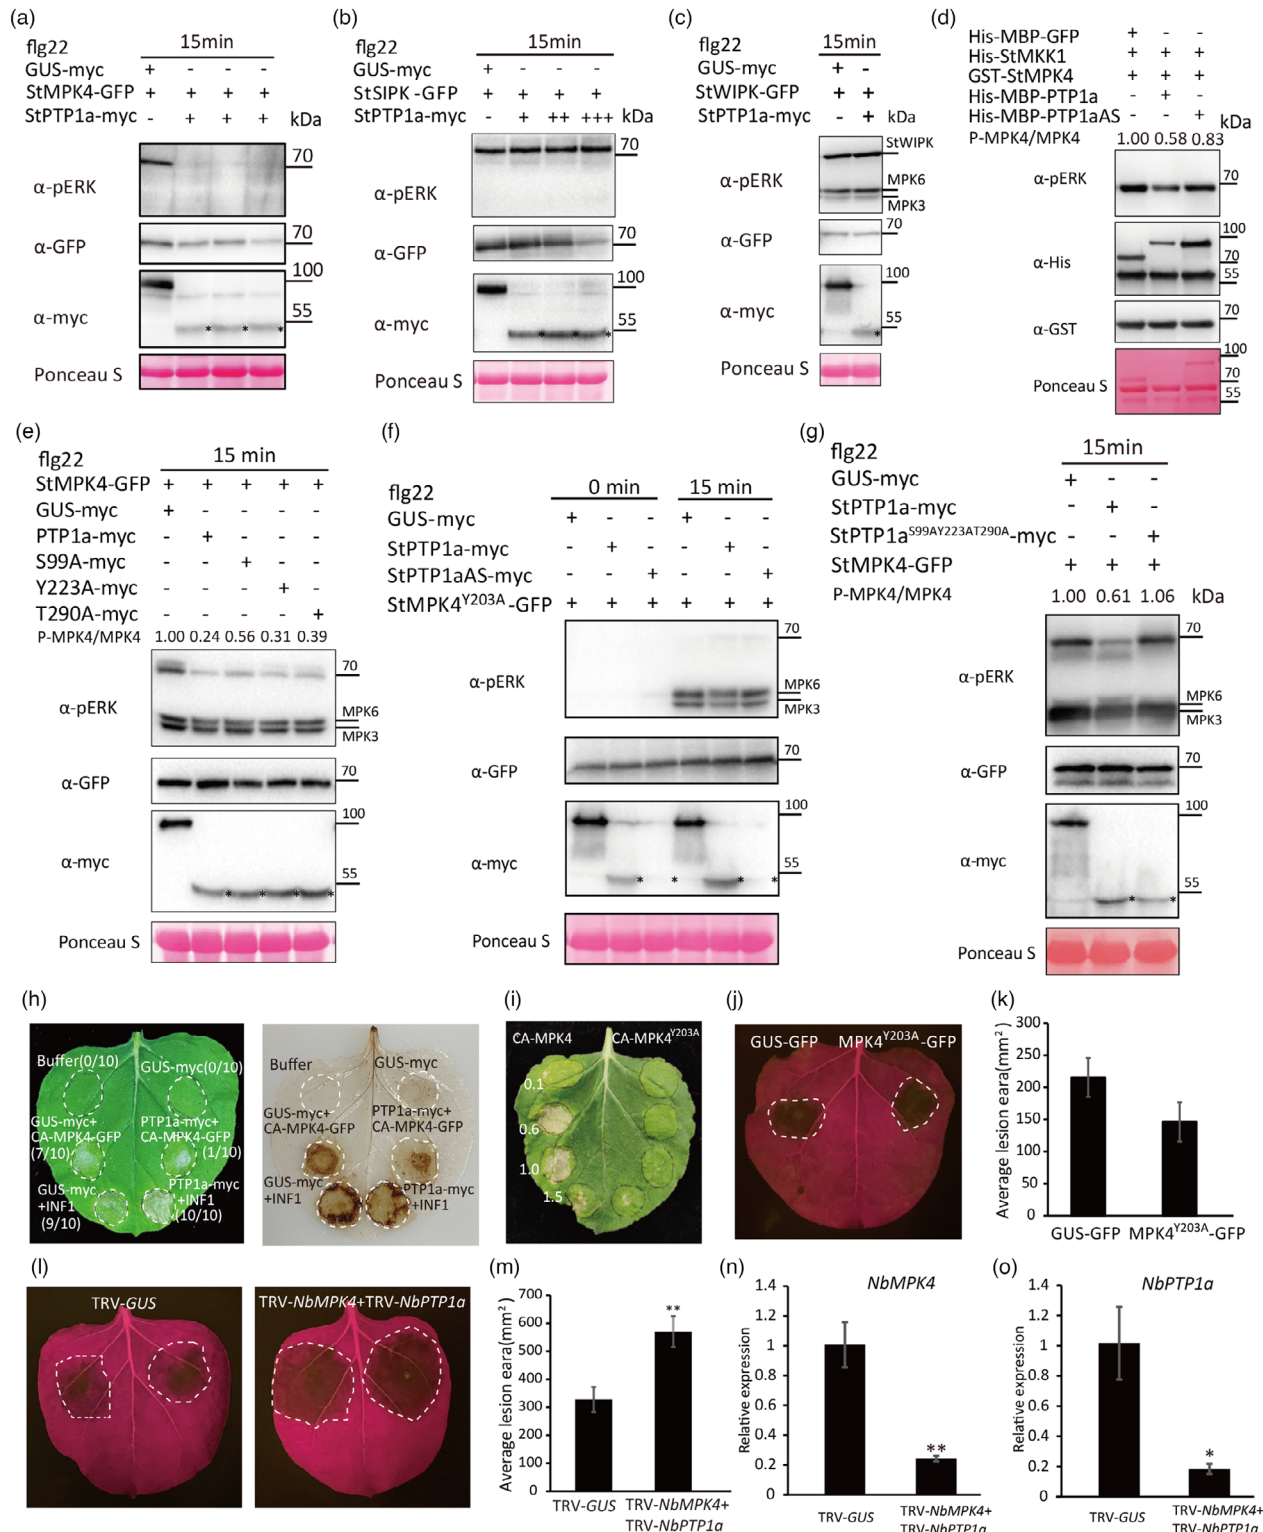 (a)
flg22 15min
GUS-myc + - - -
StMPK4-GFP + + + +
StPTP1a-myc - + + + kDa
α-pERK 70
α-GFP 70
100
α-myc 55
Ponceau S
(b)
flg22 15min
GUS-myc + - - -
StSIPK -GFP + + + +
StPTP1a-myc - + ++ +++ kDa
α-pERK 70
α-GFP 70
100
α-myc 55
Ponceau S
(c)
flg22 15min
GUS-myc + -
StWIPK-GFP + +
StPTP1a-myc - + kDa
StWIPK
α-pERK MPK6
MPK3
α-GFP 70
100
α-myc 55
Ponceau S
(d)
His-MBP-GFP + - -
His-StMKK1 + + +
GST-StMPK4 + + +
His-MBP-PTP1a - + -
His-MBP-PTP1aAS - - + kDa
P-MPK4/MPK4 1.00 0.58 0.83
α-pERK 70
100
α-His 70
55
α-GST 70
100
Ponceau S 70
55
(e)
flg22 15 min
StMPK4-GFP + + + + +
GUS-myc + - - - -
PTP1a-myc - + - - -
S99A-myc - - + - -
Y223A-myc - - - + -
T290A-myc - - - - +
P-MPK4/MPK4 1.00 0.24 0.56 0.31 0.39
70
α-pERK MPK6
MPK3
α-GFP 70
100
α-myc 55
Ponceau S
(f)
flg22 0 min 15 min
GUS-myc + - - + - -
StPTP1a-myc - + - - + -
StPTP1aAS-myc - - + - - +
StMPK4Y203A-GFP + + + + + +
70
α-pERK MPK6
MPK3
α-GFP 70
100
α-myc 55
Ponceau S
(g)
flg22 15min
GUS-myc + - -
StPTP1a-myc - + -
StPTP1aS99AY223AT290A-myc - - +
StMPK4-GFP + + +
P-MPK4/MPK4 1.00 0.61 1.06 kDa
70
α-pERK MPK6
MPK3
α-GFP 70
100
α-myc 55
Ponceau S
(h)
Buffer(0/10) GUS-myc(0/10)
GUS-myc+ PTP1a-myc+
CA-MPK4-GFP CA-MPK4-GFP
(7/10) (1/10)
GUS-myc PTP1a-myc
+INF1 +INF1
(9/10) (10/10)
Buffer GUS-myc
GUS-myc+ PTP1a-myc+
CA-MPK4-GFP CA-MPK4-GFP
GUS-myc PTP1a-myc
+INF1 +INF1
(i)
CA-MPK4 CA-MPK4Y203A
0.1
0.6
1.0
1.5
(j)
GUS-GFP MPK4Y203A-GFP
(k)
Average lesion eara(mm²)
300
250
200
150
100
50
0
GUS-GFP MPK4Y203A-GFP
(l)
TRV-GUS
TRV-NbMPK4+TRV-NbPTP1a
(m)
Average lesion eara(mm²)
700
600
500
400
300
200
100
0
**
TRV-GUS TRV-NbMPK4+
TRV-NbPTP1a
(n)
NbMPK4
Relative expression
1.4
1.2
1
0.8
0.6
0.4
0.2
0
**
TRV-GUS TRV-NbMPK4+
TRV-NbPTP1a
(o)
NbPTP1a
Relative expression
1.4
1.2
1
0.8
0.6
0.4
0.2
0
*
TRV-GUS TRV-NbMPK4+
TRV-NbPTP1a